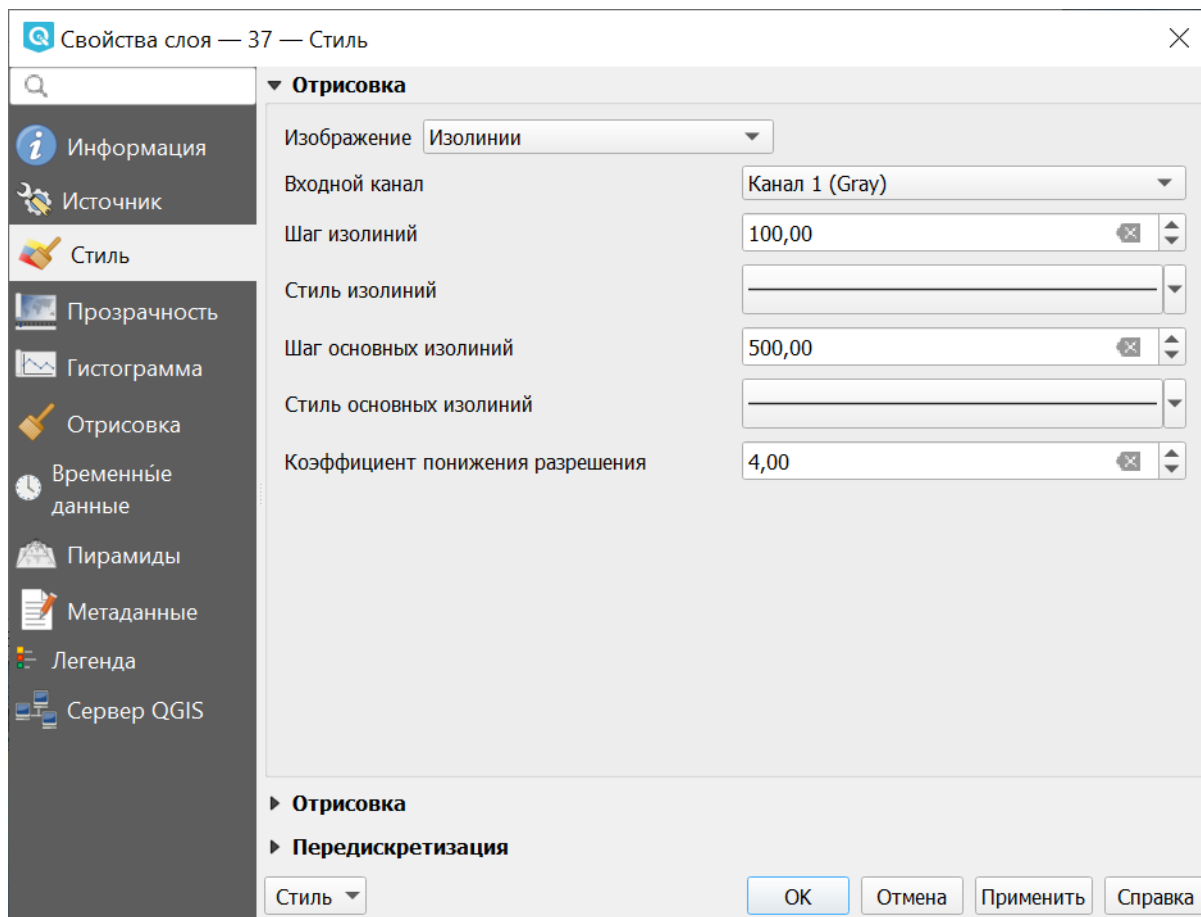 Свойства слоя — 37 — Стиль
Информация
Источник
Стиль
Прозрачность
Гистограмма
Отрисовка
Временны́е
данные
Пирамиды
Метаданные
Легенда
Сервер QGIS
Отрисовка
Изображение Изолинии
Входной канал Канал 1 (Gray)
Шаг изолиний 100,00
Стиль изолиний
Шаг основных изолиний 500,00
Стиль основных изолиний
Коэффициент понижения разрешения 4,00
Отрисовка
Передискретизация
Стиль OK Отмена Применить Справка